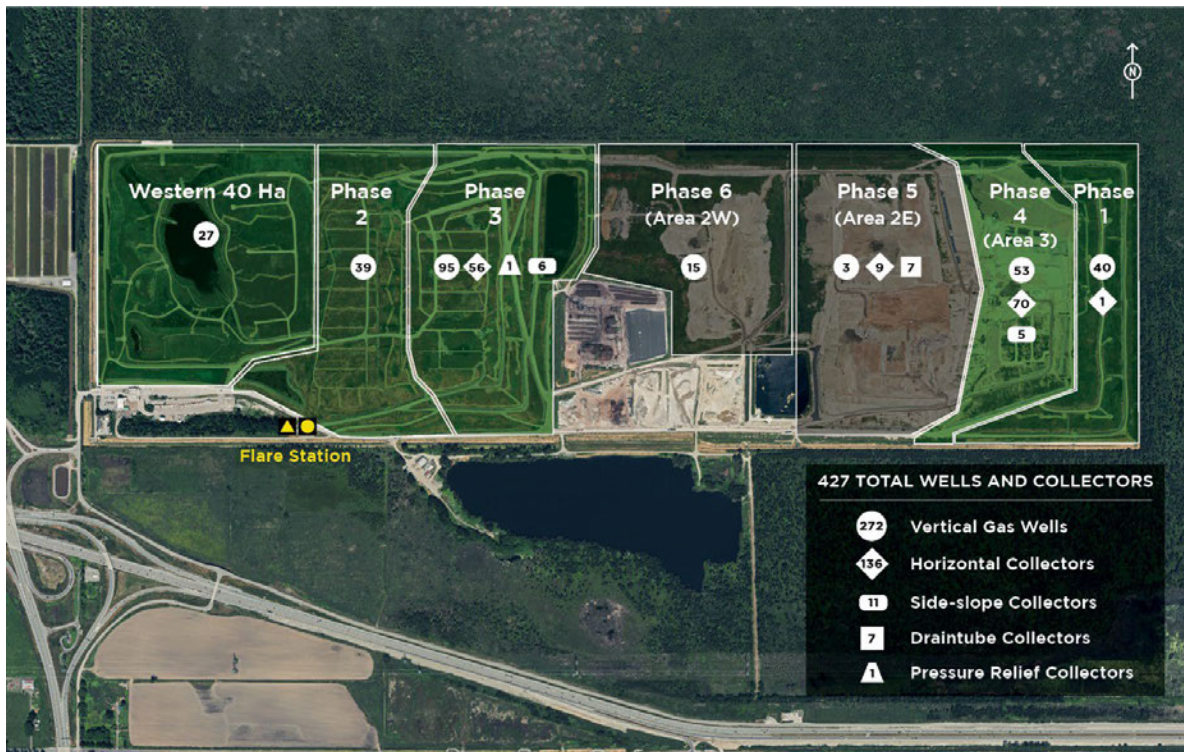 N
Western 40 Ha
27
Phase
2
39
Phase
3
95 56 1 6
Phase 6
(Area 2W)
15
Phase 5
(Area 2E)
3 9 7
Phase
4
(Area 3)
53
70
5
Phase
1
40
1
Flare Station
427 TOTAL WELLS AND COLLECTORS
272 Vertical Gas Wells
136 Horizontal Collectors
11 Side-slope Collectors
7 Draintube Collectors
1 Pressure Relief Collectors